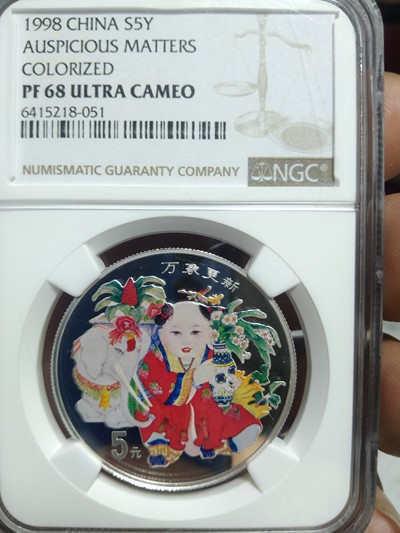 1998 CHINA S5Y
AUSPICIOUS MATTERS
COLORIZED
PF 68 ULTRA CAMEO
6415218-051
NUMISMATIC GUARANTY COMPANY
NGC
万象更新
5元